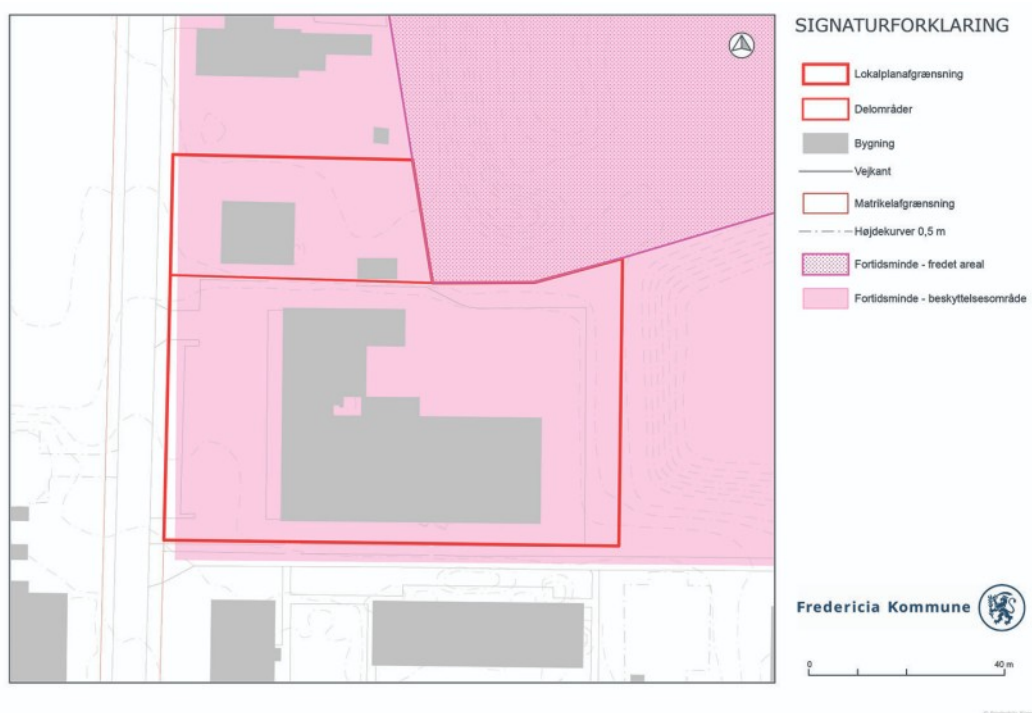 SIGNATURFORKLARING
Lokalplanafgrænsning
Delområder
Bygning
Vejkant
Matrikelafgrænsning
Højdekurver 0,5 m
Fortidsminde - fredet areal
Fortidsminde - beskyttelsesområde
Fredericia Kommune
0 40 m